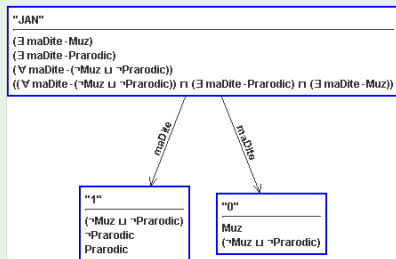 "JAN"
(∃ maDite-Muz)
(∃ maDite-Prarodic)
(∀ maDite-(¬Muz ⊔ ¬Prarodic))
((∀ maDite-(¬Muz ⊔ ¬Prarodic)) ⊓ (∃ maDite-Prarodic) ⊓ (∃ maDite-Muz))
maDite
maDite
"1"
(¬Muz ⊔ ¬Prarodic)
¬Prarodic
Prarodic
"0"
Muz
(¬Muz ⊔ ¬Prarodic)